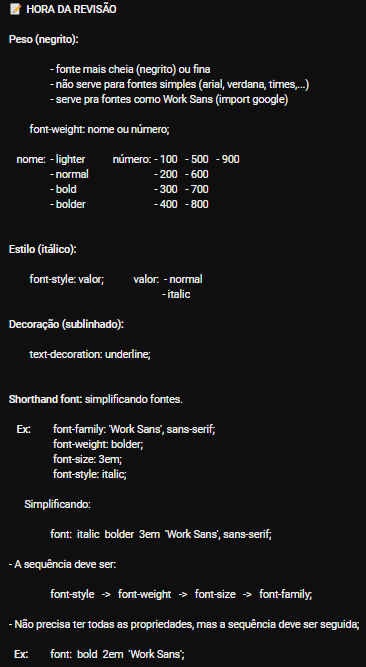 📝 HORA DA REVISÃO
Peso (negrito):
- fonte mais cheia (negrito) ou fina
- não serve para fontes simples (arial, verdana, times,...)
- serve pra fontes como Work Sans (import google)
font-weight: nome ou número;
nome: - lighter número: - 100 - 500 - 900
- normal - 200 - 600
- bold - 300 - 700
- bolder - 400 - 800
Estilo (itálico):
font-style: valor; valor: - normal
- italic
Decoração (sublinhado):
text-decoration: underline;
Shorthand font: simplificando fontes.
Ex: font-family: 'Work Sans', sans-serif;
font-weight: bolder;
font-size: 3em;
font-style: italic;
Simplificando:
font: italic bolder 3em 'Work Sans', sans-serif;
- A sequência deve ser:
font-style -> font-weight -> font-size -> font-family;
- Não precisa ter todas as propriedades, mas a sequência deve ser seguida;
Ex: font: bold 2em 'Work Sans';